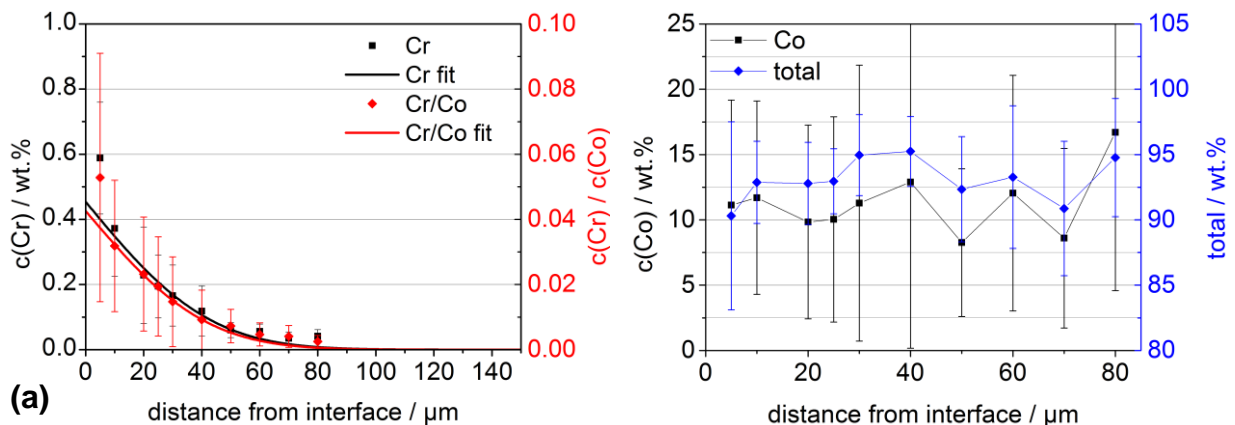 1.0
0.8
0.6
0.4
0.2
0.0
c(Cr) / wt.%
Cr
Cr fit
Cr/Co
Cr/Co fit
0.10
0.08
0.06
0.04
0.02
0.00
c(Cr) / c(Co)
0 20 40 60 80 100 120 140
distance from interface / µm
(a)
25
20
15
10
5
0
c(Co) / wt.%
Co
total
105
100
95
90
85
80
total / wt.%
0 20 40 60 80
distance from interface / µm